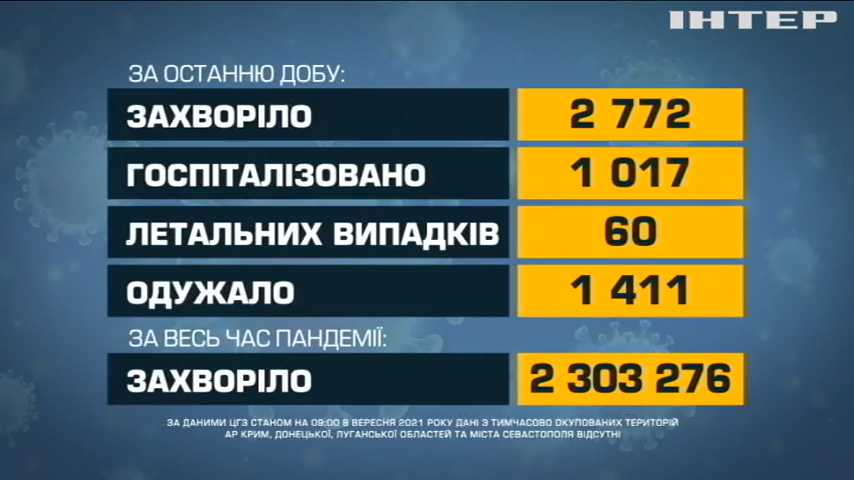 ІНТЕР
ЗА ОСТАННЮ ДОБУ:
ЗАХВОРІЛО 2 772
ГОСПІТАЛІЗОВАНО 1 017
ЛЕТАЛЬНИХ ВИПАДКІВ 60
ОДУЖАЛО 1 411
ЗА ВЕСЬ ЧАС ПАНДЕМІЇ:
ЗАХВОРІЛО 2 303 276
ЗА ДАНИМИ ЦГЗ СТАНОМ НА 09:00 8 ВЕРЕСНЯ 2021 РОКУ ДАНІ З ТИМЧАСОВО ОКУПОВАНИХ ТЕРИТОРІЙ
АР КРИМ, ДОНЕЦЬКОЇ, ЛУГАНСЬКОЇ ОБЛАСТЕЙ ТА МІСТА СЕВАСТОПОЛЯ ВІДСУТНІ